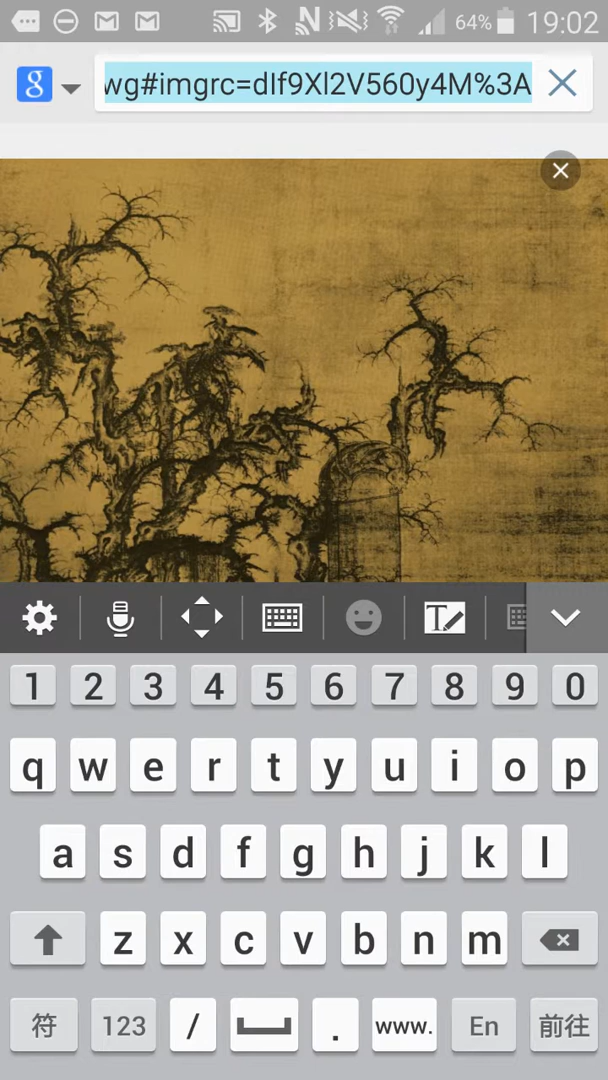 64% 19:02
g wg#imgrc=dIf9Xl2V560y4M%3A
1 2 3 4 5 6 7 8 9 0
q w e r t y u i o p
a s d f g h j k l
z x c v b n m
符 123 / . www. En 前往